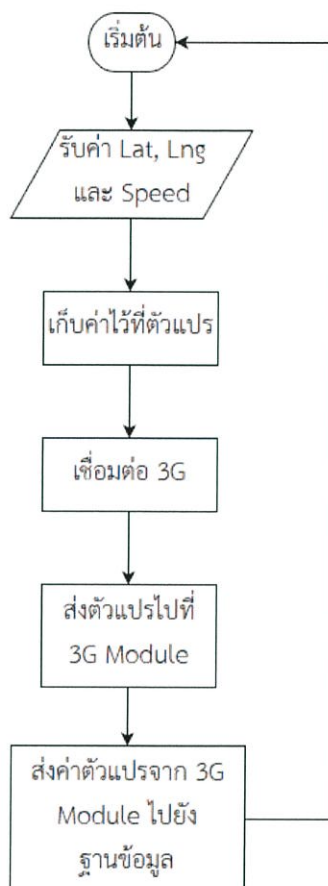 เริ่มต้น
รับค่า Lat, Lng
และ Speed
เก็บค่าไว้ที่ตัวแปร
เชื่อมต่อ 3G
ส่งตัวแปรไปที่
3G Module
ส่งค่าตัวแปรจาก 3G
Module ไปยัง
ฐานข้อมูล